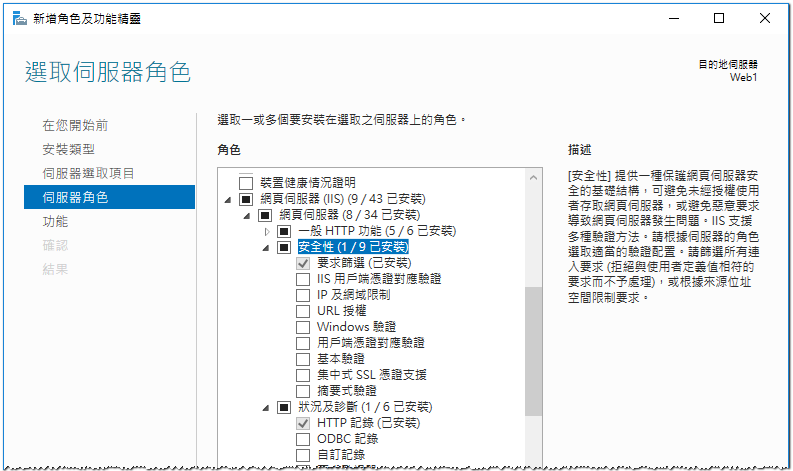 新增角色及功能精靈
選取伺服器角色
目的地伺服器
Web1
在您開始前
安裝類型
伺服器選取項目
伺服器角色
功能
確認
結果
選取一或多個要安裝在選取之伺服器上的角色。
角色
裝置健康情況證明
網頁伺服器 (IIS) (9 / 43 已安裝)
網頁伺服器 (8 / 34 已安裝)
一般 HTTP 功能 (5 / 6 已安裝)
安全性 (1 / 9 已安裝)
要求篩選 (已安裝)
IIS 用戶端憑證對應驗證
IP 及網域限制
URL 授權
Windows 驗證
用戶端憑證對應驗證
基本驗證
集中式 SSL 憑證支援
摘要式驗證
狀況及診斷 (1 / 6 已安裝)
HTTP 記錄 (已安裝)
ODBC 記錄
自訂記錄
描述
[安全性] 提供一種保護網頁伺服器安
全的基礎結構，可避免未經授權使用
者存取網頁伺服器，或避免惡意要求
導致網頁伺服器發生問題。IIS 支援
多種驗證方法。請根據伺服器的角色
選取適當的驗證配置。請篩選所有連
入要求 (拒絕與使用者定義值相符的
要求而不予處理)，或根據來源位址
空間限制要求。